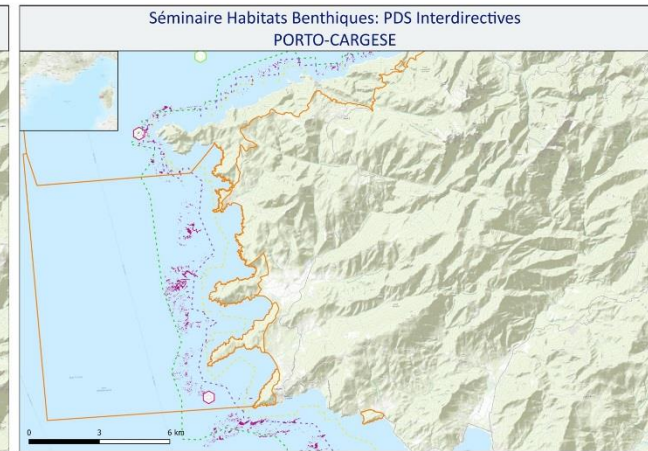 Séminaire Habitats Benthiques: PDS Interdirectives
PORTO-CARGESE
0
3
6 km